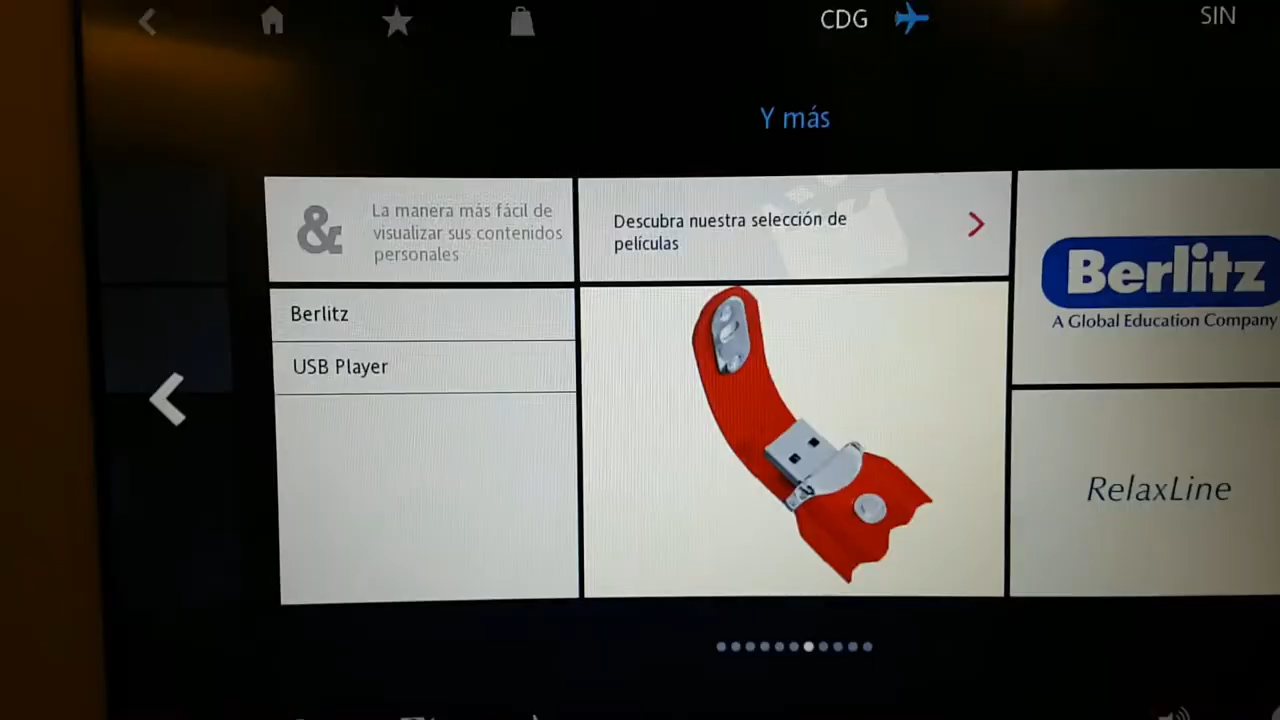 CDG
SIN
Y más
&
La manera más fácil de
visualizar sus contenidos
personales
Descubra nuestra selección de
películas
Berlitz
A Global Education Company
Berlitz
USB Player
RelaxLine